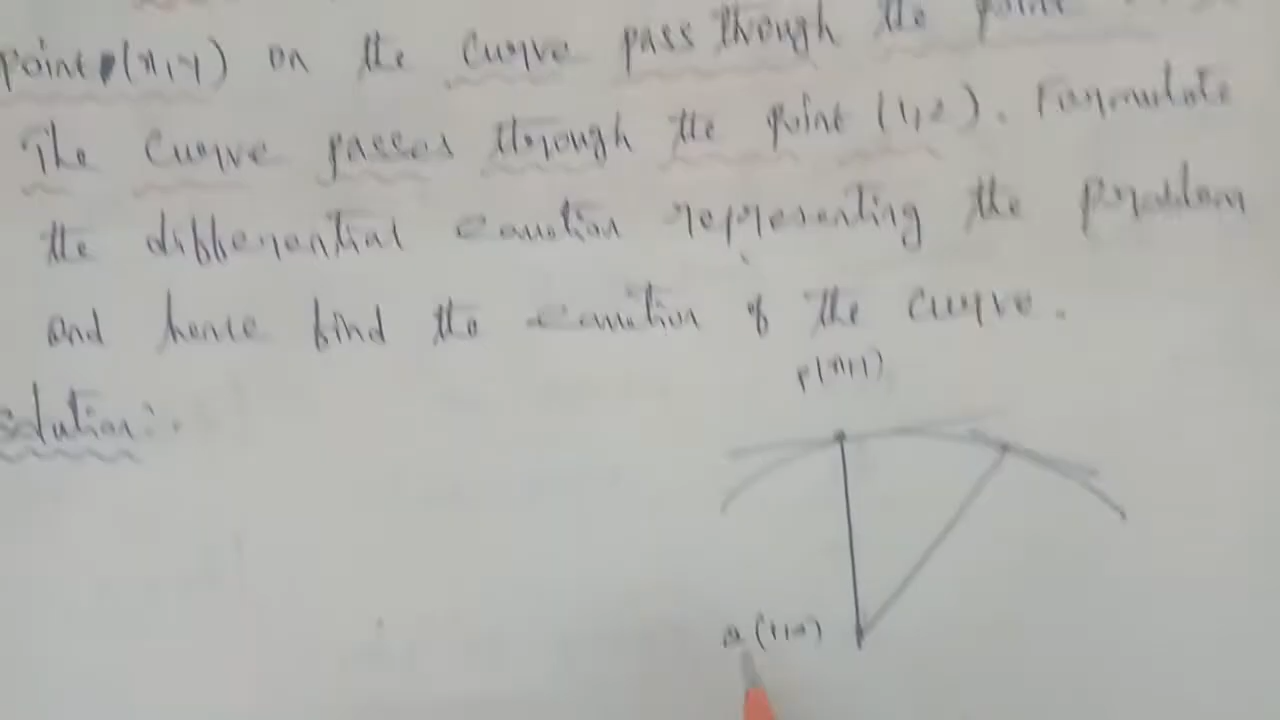 point P(x,y) on the curve pass through the point
The curve passes through the point (1,2). Formulate
the differential equation representing the problem
and hence find the equation of the curve.
P(x,y)
solution:-
Q (1,0)